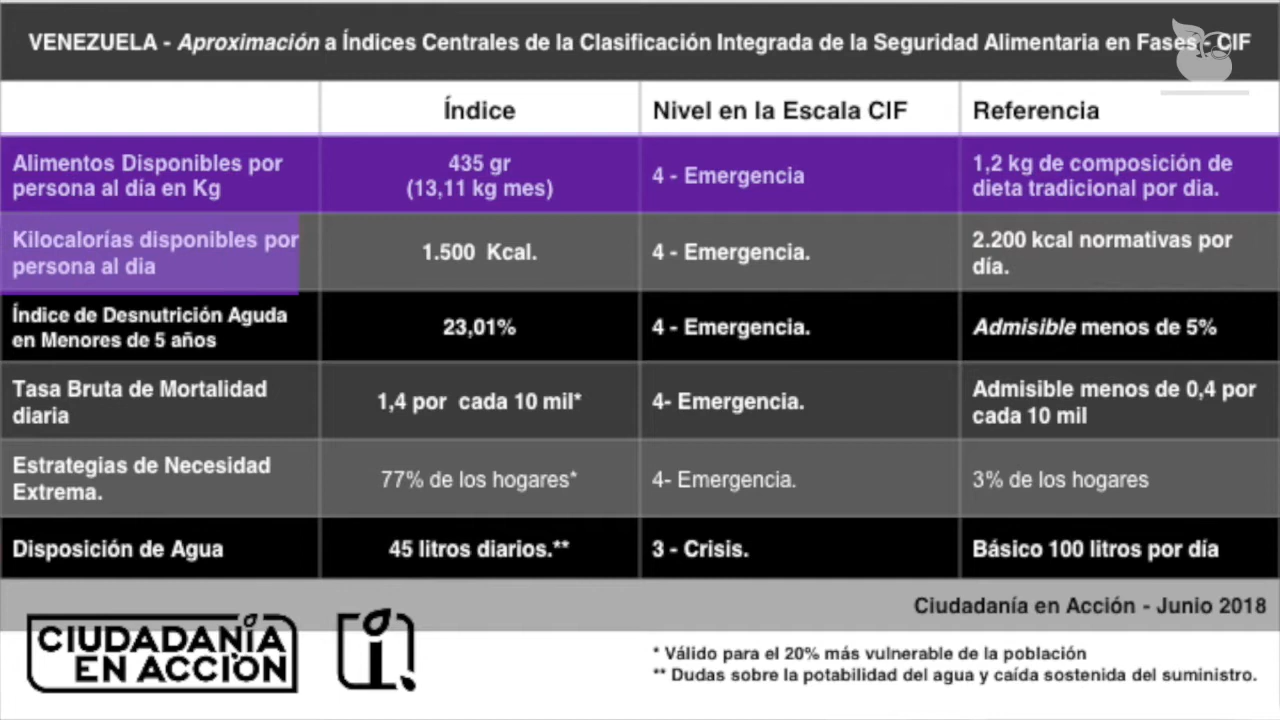 VENEZUELA - Aproximación a Índices Centrales de la Clasificación Integrada de la Seguridad Alimentaria en Fases - CIF
Índice
Nivel en la Escala CIF
Referencia
Alimentos Disponibles por
persona al día en Kg
435 gr
(13,11 kg mes)
4 - Emergencia
1,2 kg de composición de
dieta tradicional por dia.
Kilocalorías disponibles por
persona al dia
1.500 Kcal.
4 - Emergencia.
2.200 kcal normativas por
día.
Índice de Desnutrición Aguda
en Menores de 5 años
23,01%
4 - Emergencia.
Admisible menos de 5%
Tasa Bruta de Mortalidad
diaria
1,4 por cada 10 mil*
4- Emergencia.
Admisible menos de 0,4 por
cada 10 mil
Estrategias de Necesidad
Extrema.
77% de los hogares*
4- Emergencia.
3% de los hogares
Disposición de Agua
45 litros diarios.**
3 - Crisis.
Básico 100 litros por día
Ciudadanía en Acción - Junio 2018
CIUDADANÍA
EN ACCIÓN
* Válido para el 20% más vulnerable de la población
** Dudas sobre la potabilidad del agua y caída sostenida del suministro.